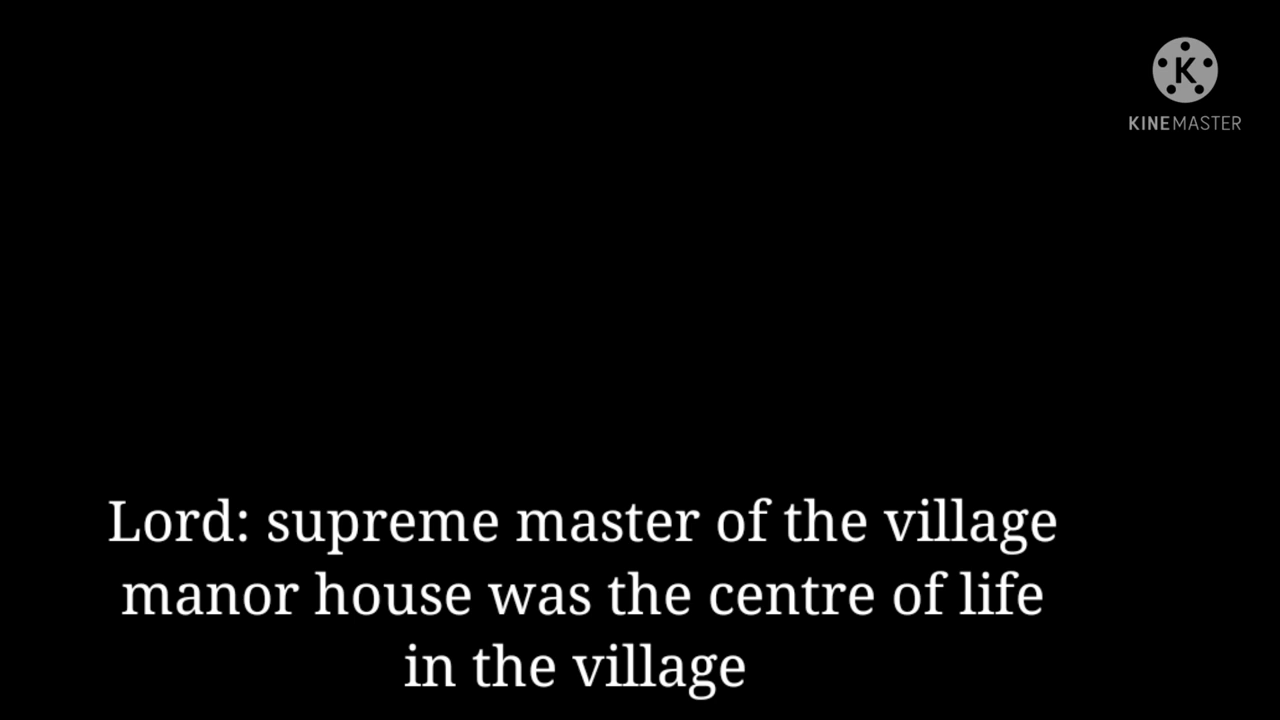 K
KINEMASTER
Lord: supreme master of the village
manor house was the centre of life
in the village